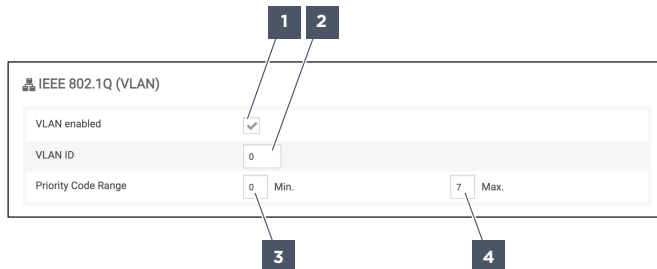 1 2
IEEE 802.1Q (VLAN)
VLAN enabled
VLAN ID 0
Priority Code Range 0 Min. 7 Max.
3 4